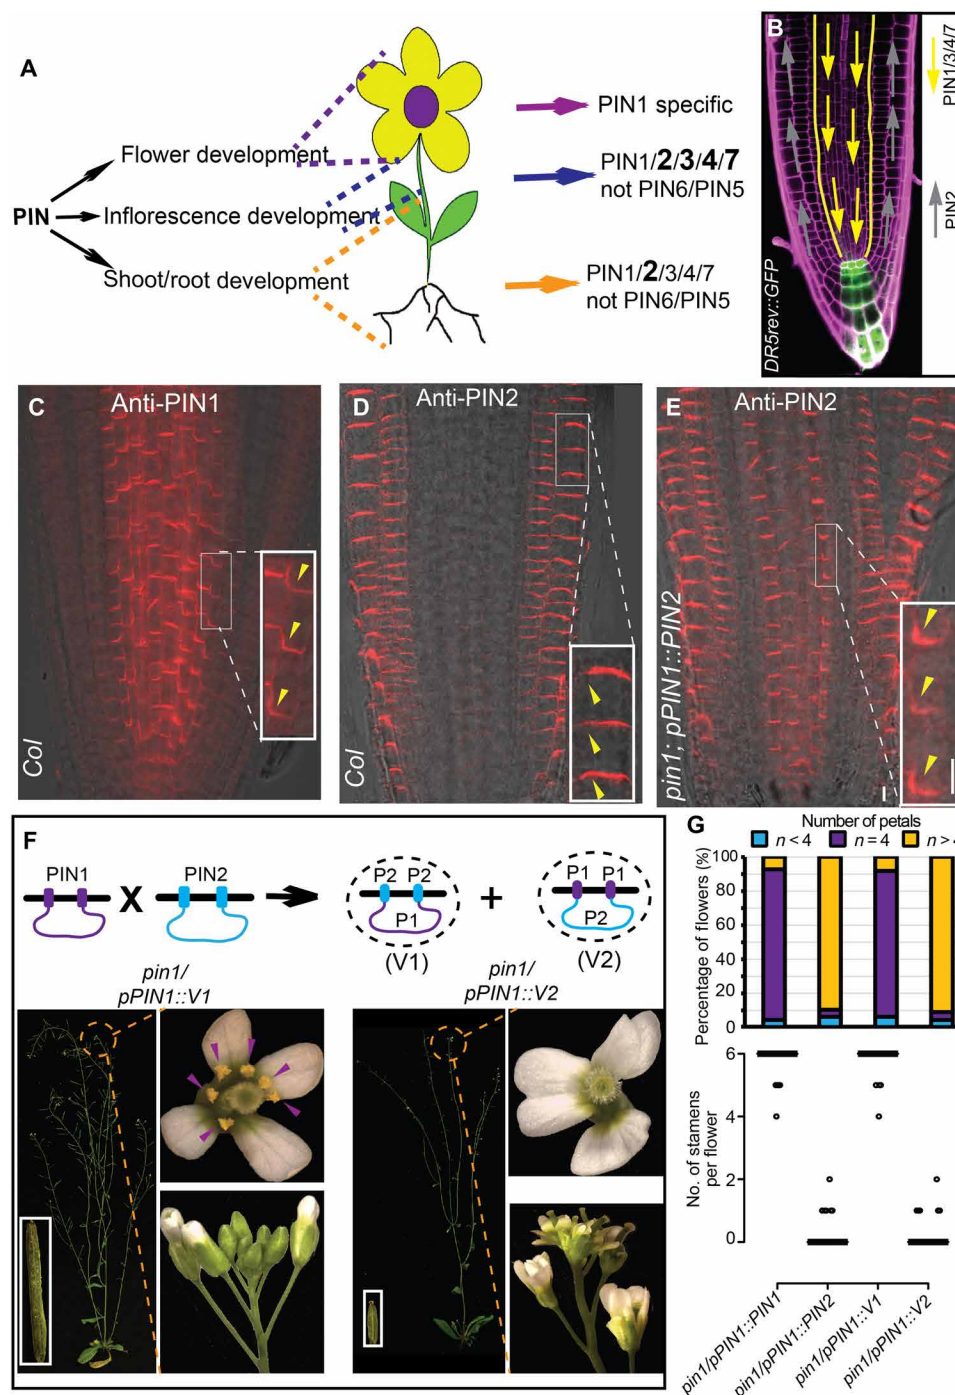 A
PIN
Flower development
Inflorescence development
Shoot/root development
PIN1 specific
PIN1/2/3/4/7
not PIN6/PIN5
PIN1/2/3/4/7
not PIN6/PIN5
B
DR5rev::GFP
PIN1/3/4/7
PIN2
C
Anti-PIN1
Col
D
Anti-PIN2
Col
E
Anti-PIN2
pin1; pPIN1::PIN2
F
PIN1
X
PIN2
P2 P2
P1
(V1)
+
P1 P1
P2
(V2)
pin1/
pPIN1::V1
pin1/
pPIN1::V2
G
Number of petals
n < 4
n = 4
n > 4
Percentage of flowers (%)
100
80
60
40
20
0
No. of stamens
per flower
6
4
2
0
pin1/pPIN1::PIN1
pin1/pPIN1::PIN2
pin1/pPIN1::V1
pin1/pPIN1::V2